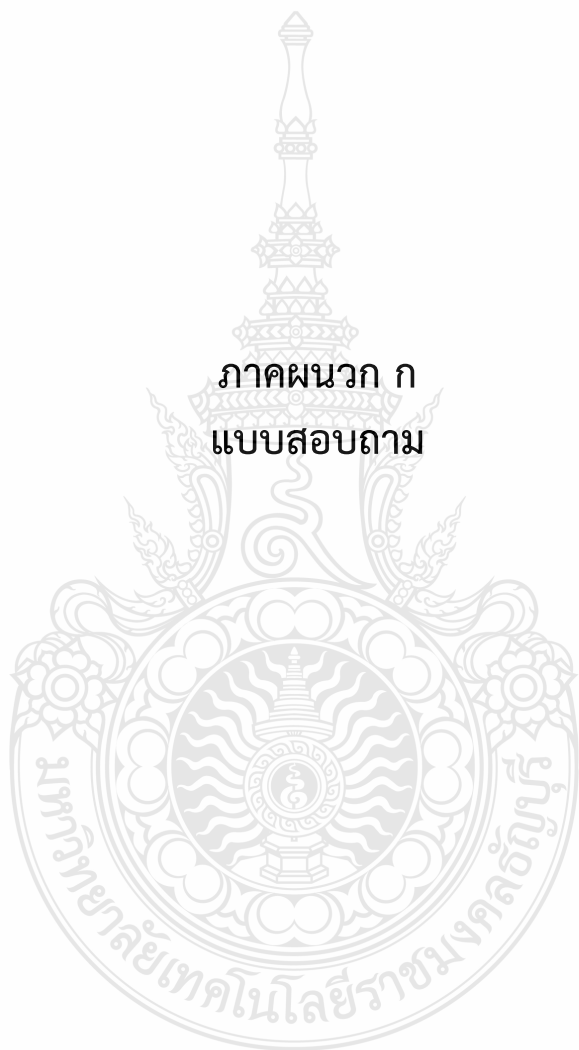 ภาคผนวก ก
แบบสอบถาม
มหาวิทยาลัยเทคโนโลยีราชมงคลธัญบุรี